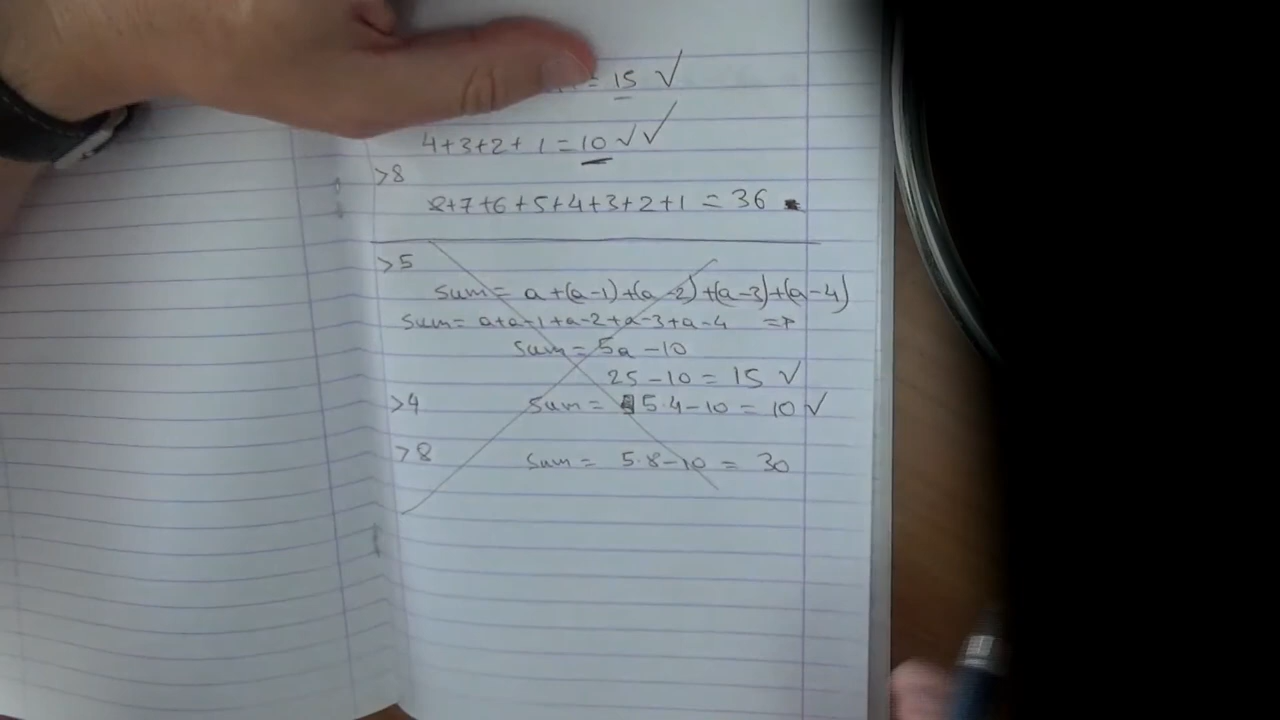 = 15 √
4+3+2+1 = 10 √√
>8
8+7+6+5+4+3+2+1 = 36
>5
sum = a+(a-1)+(a-2)+(a-3)+(a-4)
sum = a+a-1+a-2+a-3+a-4 =>
sum = 5a-10
25-10 = 15 √
>4 sum = 5.4-10 = 10 √
>8 sum = 5.8-10 = 30